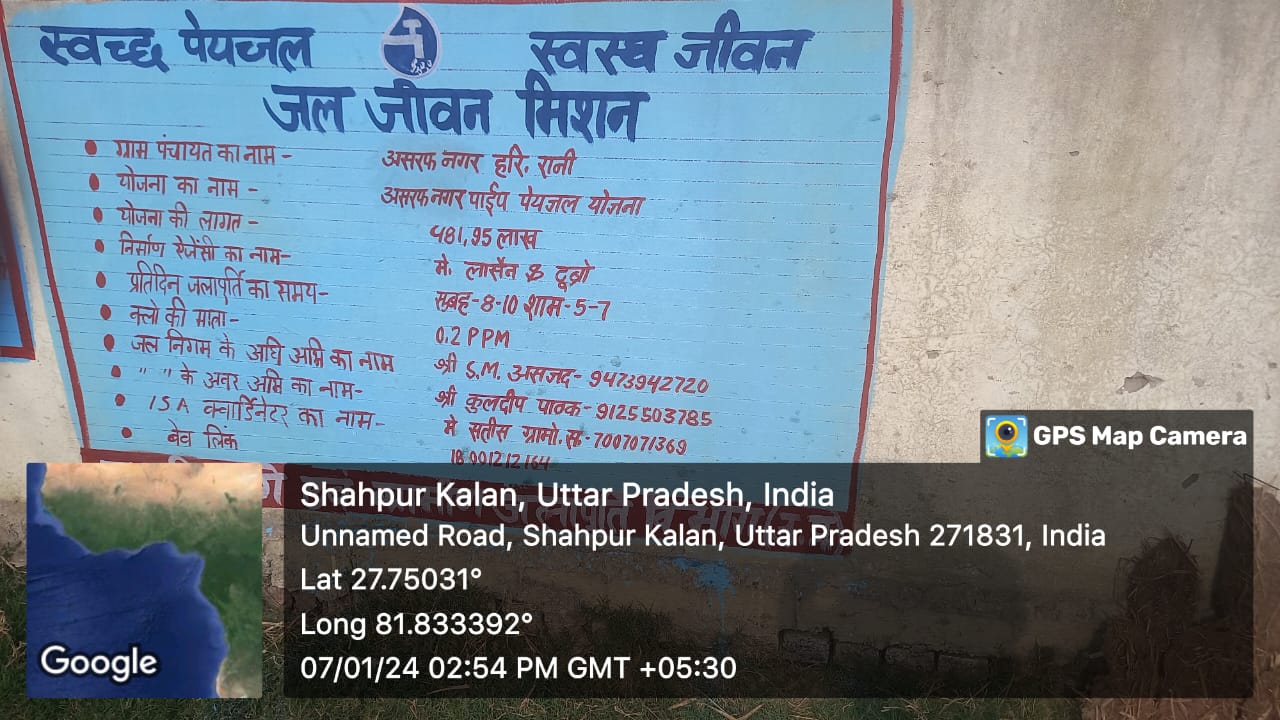 स्वच्छ पेयजल स्वस्थ जीवन
जल जीवन मिशन
• ग्राम पंचायत का नाम - असरफ नगर हरि. रानी
• योजना का नाम - असरफ नगर पाईप पेयजल योजना
• योजना की लागत - 481,95 लाख
• निर्माण ऐजेंसी का नाम- मे. लार्सन & टूब्रो
• प्रतिदिन जलापूर्ति का समय- सुबह-8-10 शाम-5-7
• क्लो की मात्रा- 0.2 PPM
• जल निगम के अधि अभि का नाम श्री S.M. असजद- 9473942720
• " " के अवर अभि का नाम- श्री कुलदीप पाठक- 9125503785
• ISA क्वार्डिनेटर का नाम- मे सतीस ग्रामो. स.-7007071369
• बेव लिंक 18001212164
GPS Map Camera
Shahpur Kalan, Uttar Pradesh, India
Unnamed Road, Shahpur Kalan, Uttar Pradesh 271831, India
Lat 27.75031°
Long 81.833392°
07/01/24 02:54 PM GMT +05:30
Google